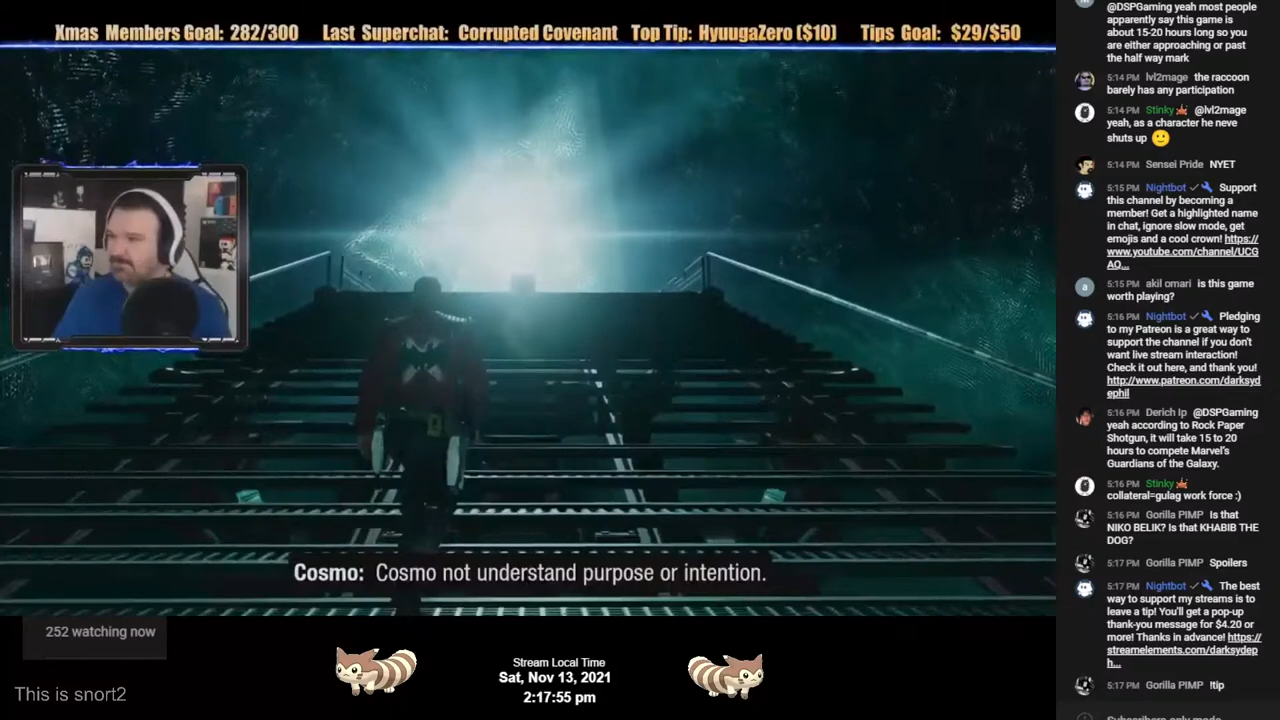 Xmas Members Goal: 282/300 Last Superchat: Corrupted Covenant Top Tip: HyuugaZero ($10) Tips Goal: $29/$50
Cosmo: Cosmo not understand purpose or intention.
252 watching now
This is snort2
Stream Local Time
Sat, Nov 13, 2021
2:17:55 pm
@DSPGaming yeah most people
apparently say this game is
about 15-20 hours long so you
are either approaching or past
the half way mark
5:14 PM lvl2mage the raccoon
barely has any participation
5:14 PM Stinky @lvl2mage
yeah, as a character he neve
shuts up
5:14 PM Sensei Pride NYET
5:15 PM Nightbot Support
this channel by becoming a
member! Get a highlighted name
in chat, ignore slow mode, get
emojis and a cool crown! https://
www.youtube.com/channel/UCG
AQ...
a
5:15 PM akil omari is this game
worth playing?
5:16 PM Nightbot Pledging
to my Patreon is a great way to
support the channel if you don't
want live stream interaction!
Check it out here, and thank you!
http://www.patreon.com/darksyd
ephil
5:16 PM Derich Ip @DSPGaming
yeah according to Rock Paper
Shotgun, it will take 15 to 20
hours to compete Marvel's
Guardians of the Galaxy.
5:16 PM Stinky
collateral=gulag work force :)
5:16 PM Gorilla PIMP Is that
NIKO BELIK? Is that KHABIB THE
DOG?
5:17 PM Gorilla PIMP Spoilers
5:17 PM Nightbot The best
way to support my streams is to
leave a tip! You'll get a pop-up
thank-you message for $4.20 or
more! Thanks in advance! https://
streamelements.com/darksydep
h...
5:17 PM Gorilla PIMP !tip
Subscribers-only mode